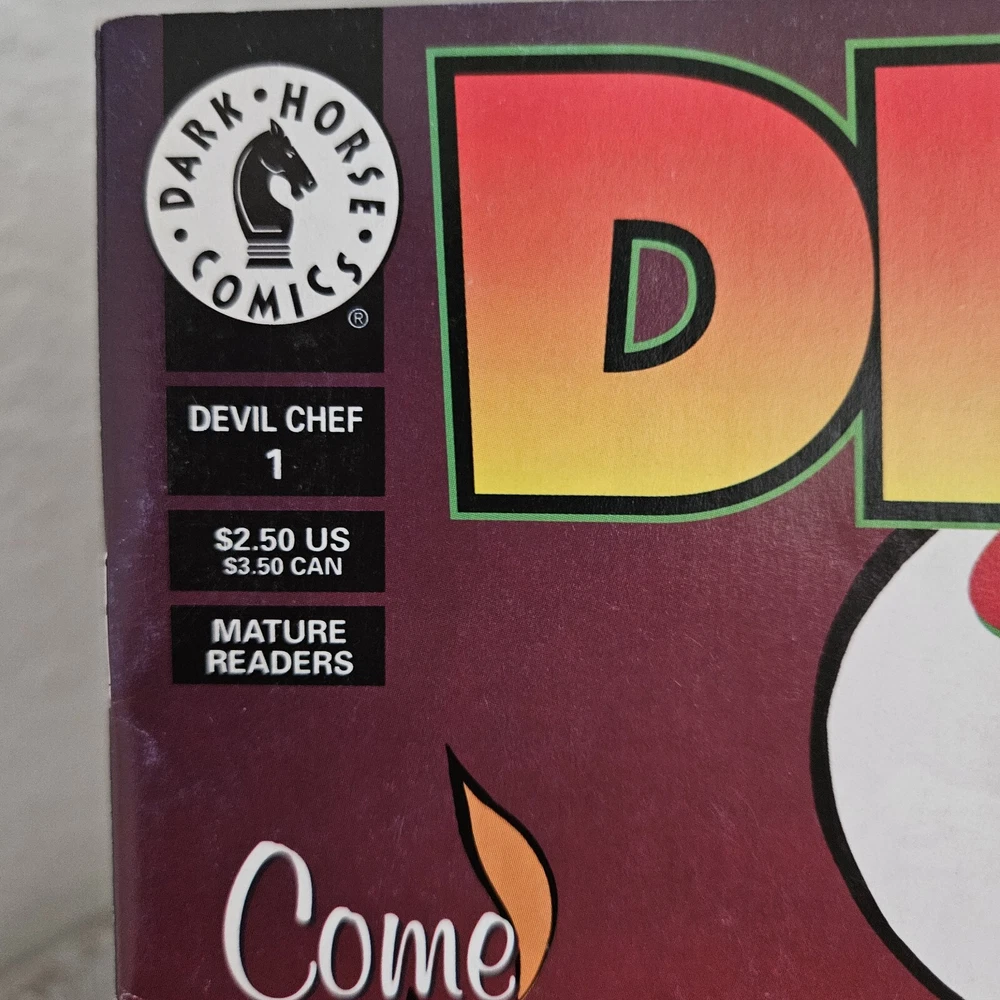 DARK • HORSE • COMICS •
®
DEVIL CHEF
1
$2.50 US
$3.50 CAN
MATURE
READERS
D
Come